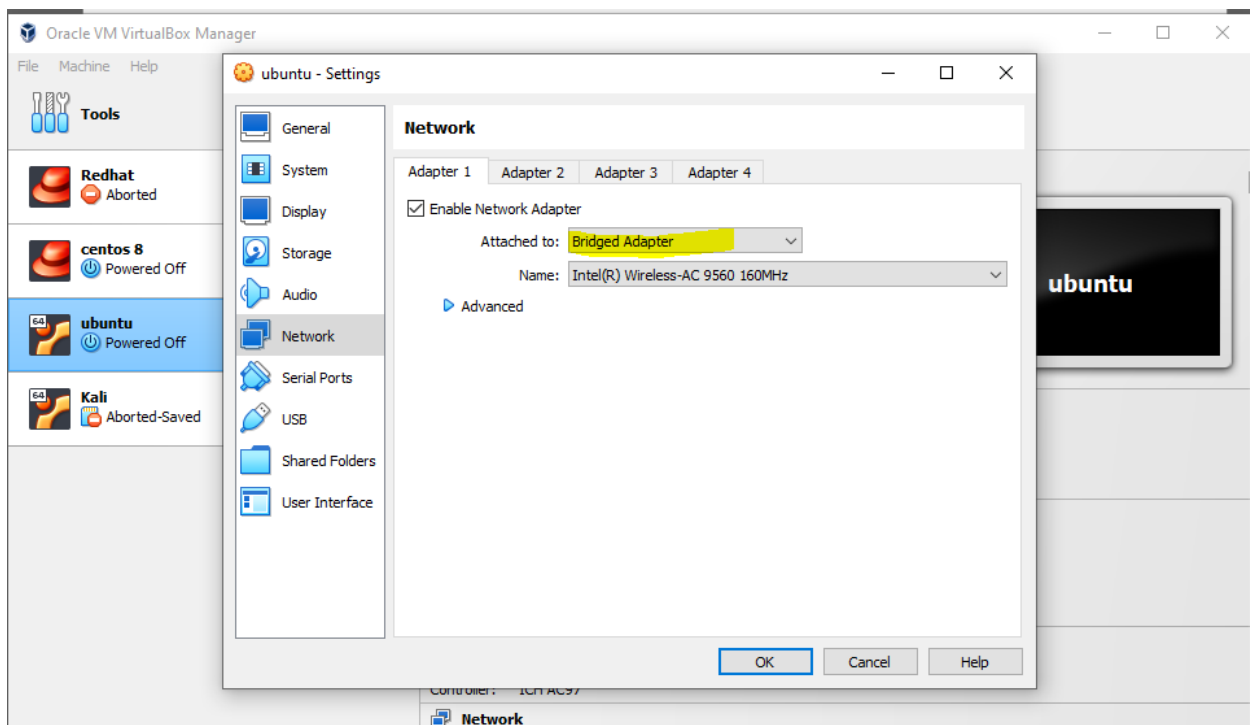 Oracle VM VirtualBox Manager
File Machine Help
Tools
Redhat
Aborted
centos 8
Powered Off
64
ubuntu
Powered Off
64
Kali
Aborted-Saved
ubuntu - Settings
General
System
Display
Storage
Audio
Network
Serial Ports
USB
Shared Folders
User Interface
Network
Adapter 1 Adapter 2 Adapter 3 Adapter 4
Enable Network Adapter
Attached to: Bridged Adapter
Name: Intel(R) Wireless-AC 9560 160MHz
Advanced
OK Cancel Help
ubuntu
Controller: ICH AC97
Network